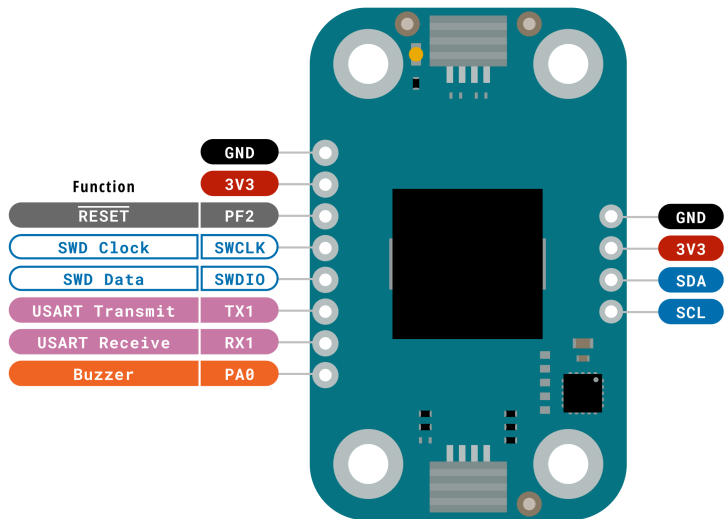 GND
3V3
Function
RESET PF2
SWD Clock SWCLK
SWD Data SWDIO
USART Transmit TX1
USART Receive RX1
Buzzer PA0
GND
3V3
SDA
SCL